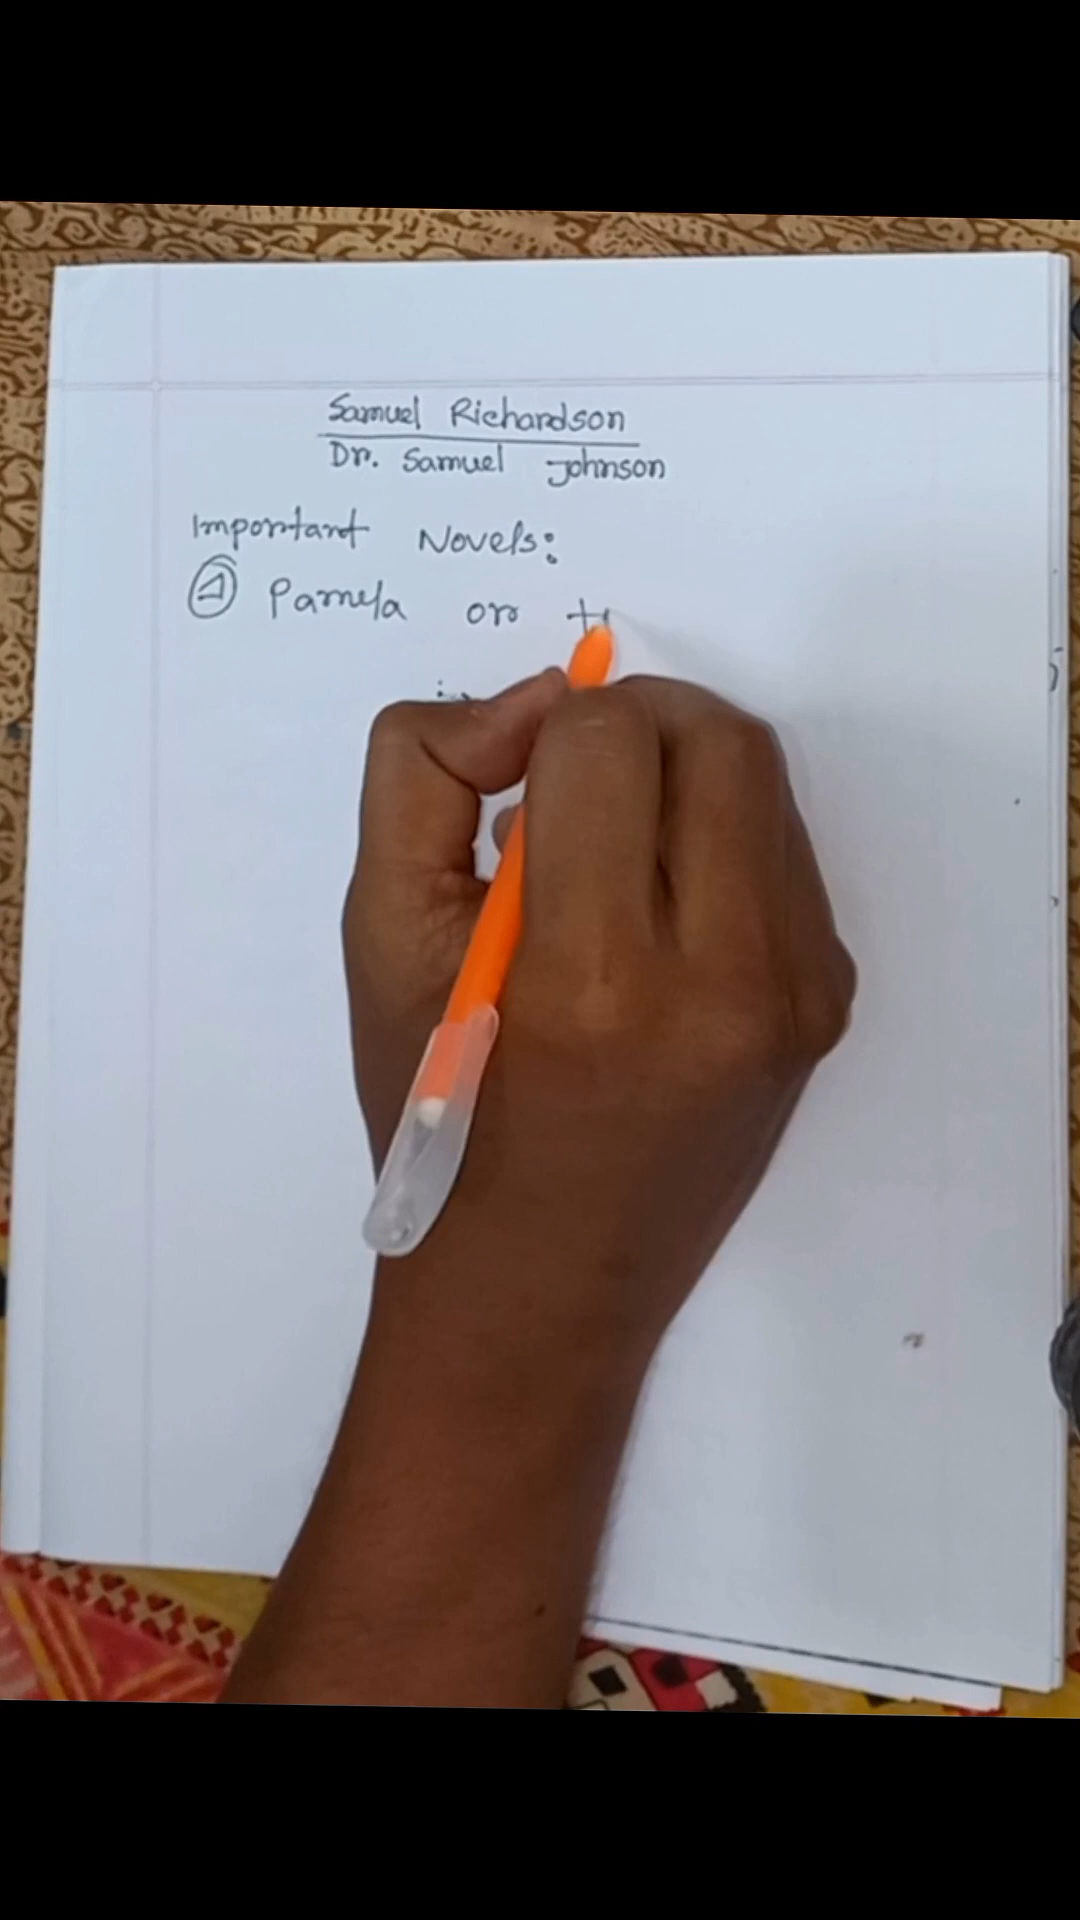 Samuel Richardson
Dr. Samuel Johnson
Important Novels:
① Pamela or